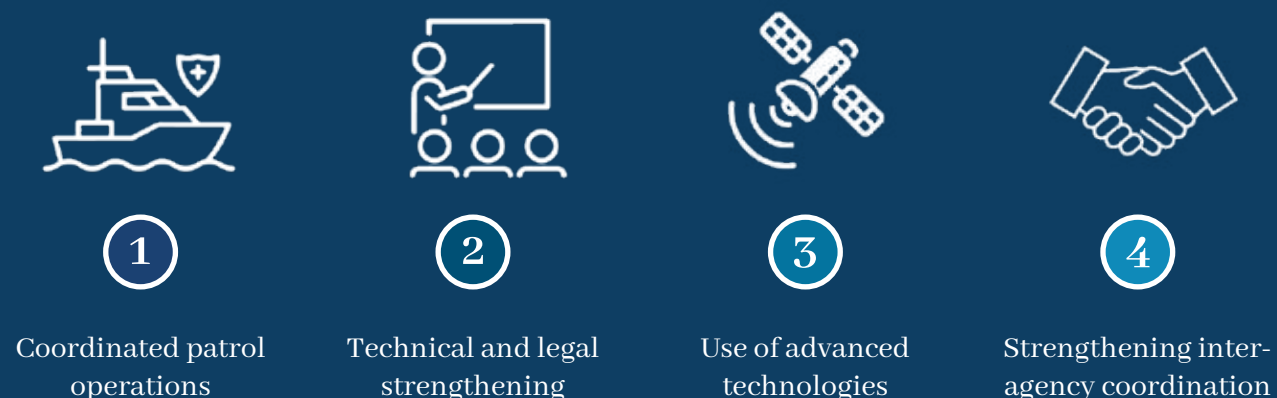 1
2
3
4
Coordinated patrol
operations
Technical and legal
strengthening
Use of advanced
technologies
Strengthening inter-
agency coordination